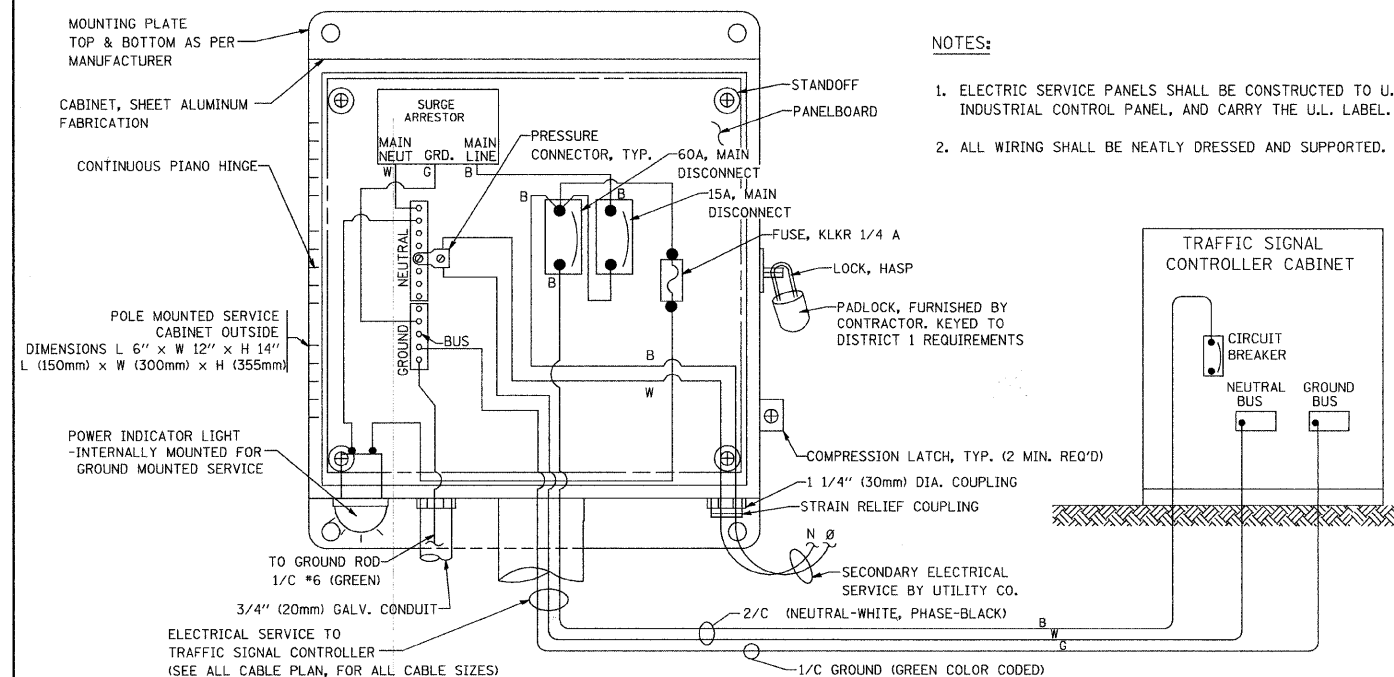 MOUNTING PLATE
TOP & BOTTOM AS PER
MANUFACTURER
CABINET, SHEET ALUMINUM
FABRICATION
CONTINUOUS PIANO HINGE
POLE MOUNTED SERVICE
CABINET OUTSIDE
DIMENSIONS L 6" x W 12" x H 14"
L (150mm) x W (300mm) x H (355mm)
POWER INDICATOR LIGHT
-INTERNALLY MOUNTED FOR
GROUND MOUNTED SERVICE
SURGE
ARRESTOR
MAIN
NEUT
GRD.
MAIN
LINE
W
G
B
NEUTRAL
GROUND
BUS
PRESSURE
CONNECTOR, TYP.
B
B
B
B
W
STANDOFF
PANELBOARD
60A, MAIN
DISCONNECT
15A, MAIN
DISCONNECT
FUSE, KLKR 1/4 A
LOCK, HASP
PADLOCK, FURNISHED BY
CONTRACTOR. KEYED TO
DISTRICT 1 REQUIREMENTS
COMPRESSION LATCH, TYP. (2 MIN. REQ'D)
1 1/4" (30mm) DIA. COUPLING
STRAIN RELIEF COUPLING
N Ø
SECONDARY ELECTRICAL
SERVICE BY UTILITY CO.
TO GROUND ROD
1/C #6 (GREEN)
3/4" (20mm) GALV. CONDUIT
ELECTRICAL SERVICE TO
TRAFFIC SIGNAL CONTROLLER
(SEE ALL CABLE PLAN, FOR ALL CABLE SIZES)
2/C (NEUTRAL-WHITE, PHASE-BLACK)
B
W
G
1/C GROUND (GREEN COLOR CODED)
NOTES:
1. ELECTRIC SERVICE PANELS SHALL BE CONSTRUCTED TO U.
INDUSTRIAL CONTROL PANEL, AND CARRY THE U.L. LABEL.
2. ALL WIRING SHALL BE NEATLY DRESSED AND SUPPORTED.
TRAFFIC SIGNAL
CONTROLLER CABINET
CIRCUIT
BREAKER
NEUTRAL
BUS
GROUND
BUS